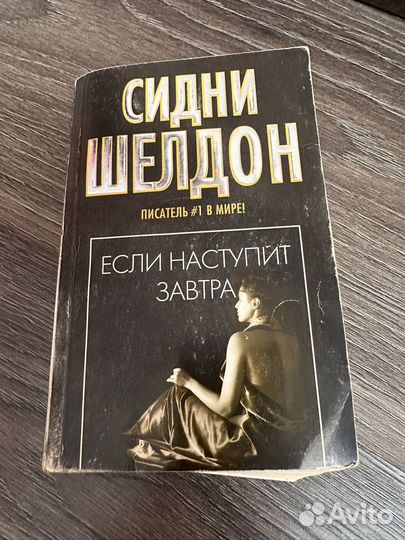 СИДНИ
ШЕЛДОН
ПИСАТЕЛЬ #1 В МИРЕ!
ЕСЛИ НАСТУПИТ
ЗАВТРА
Avito